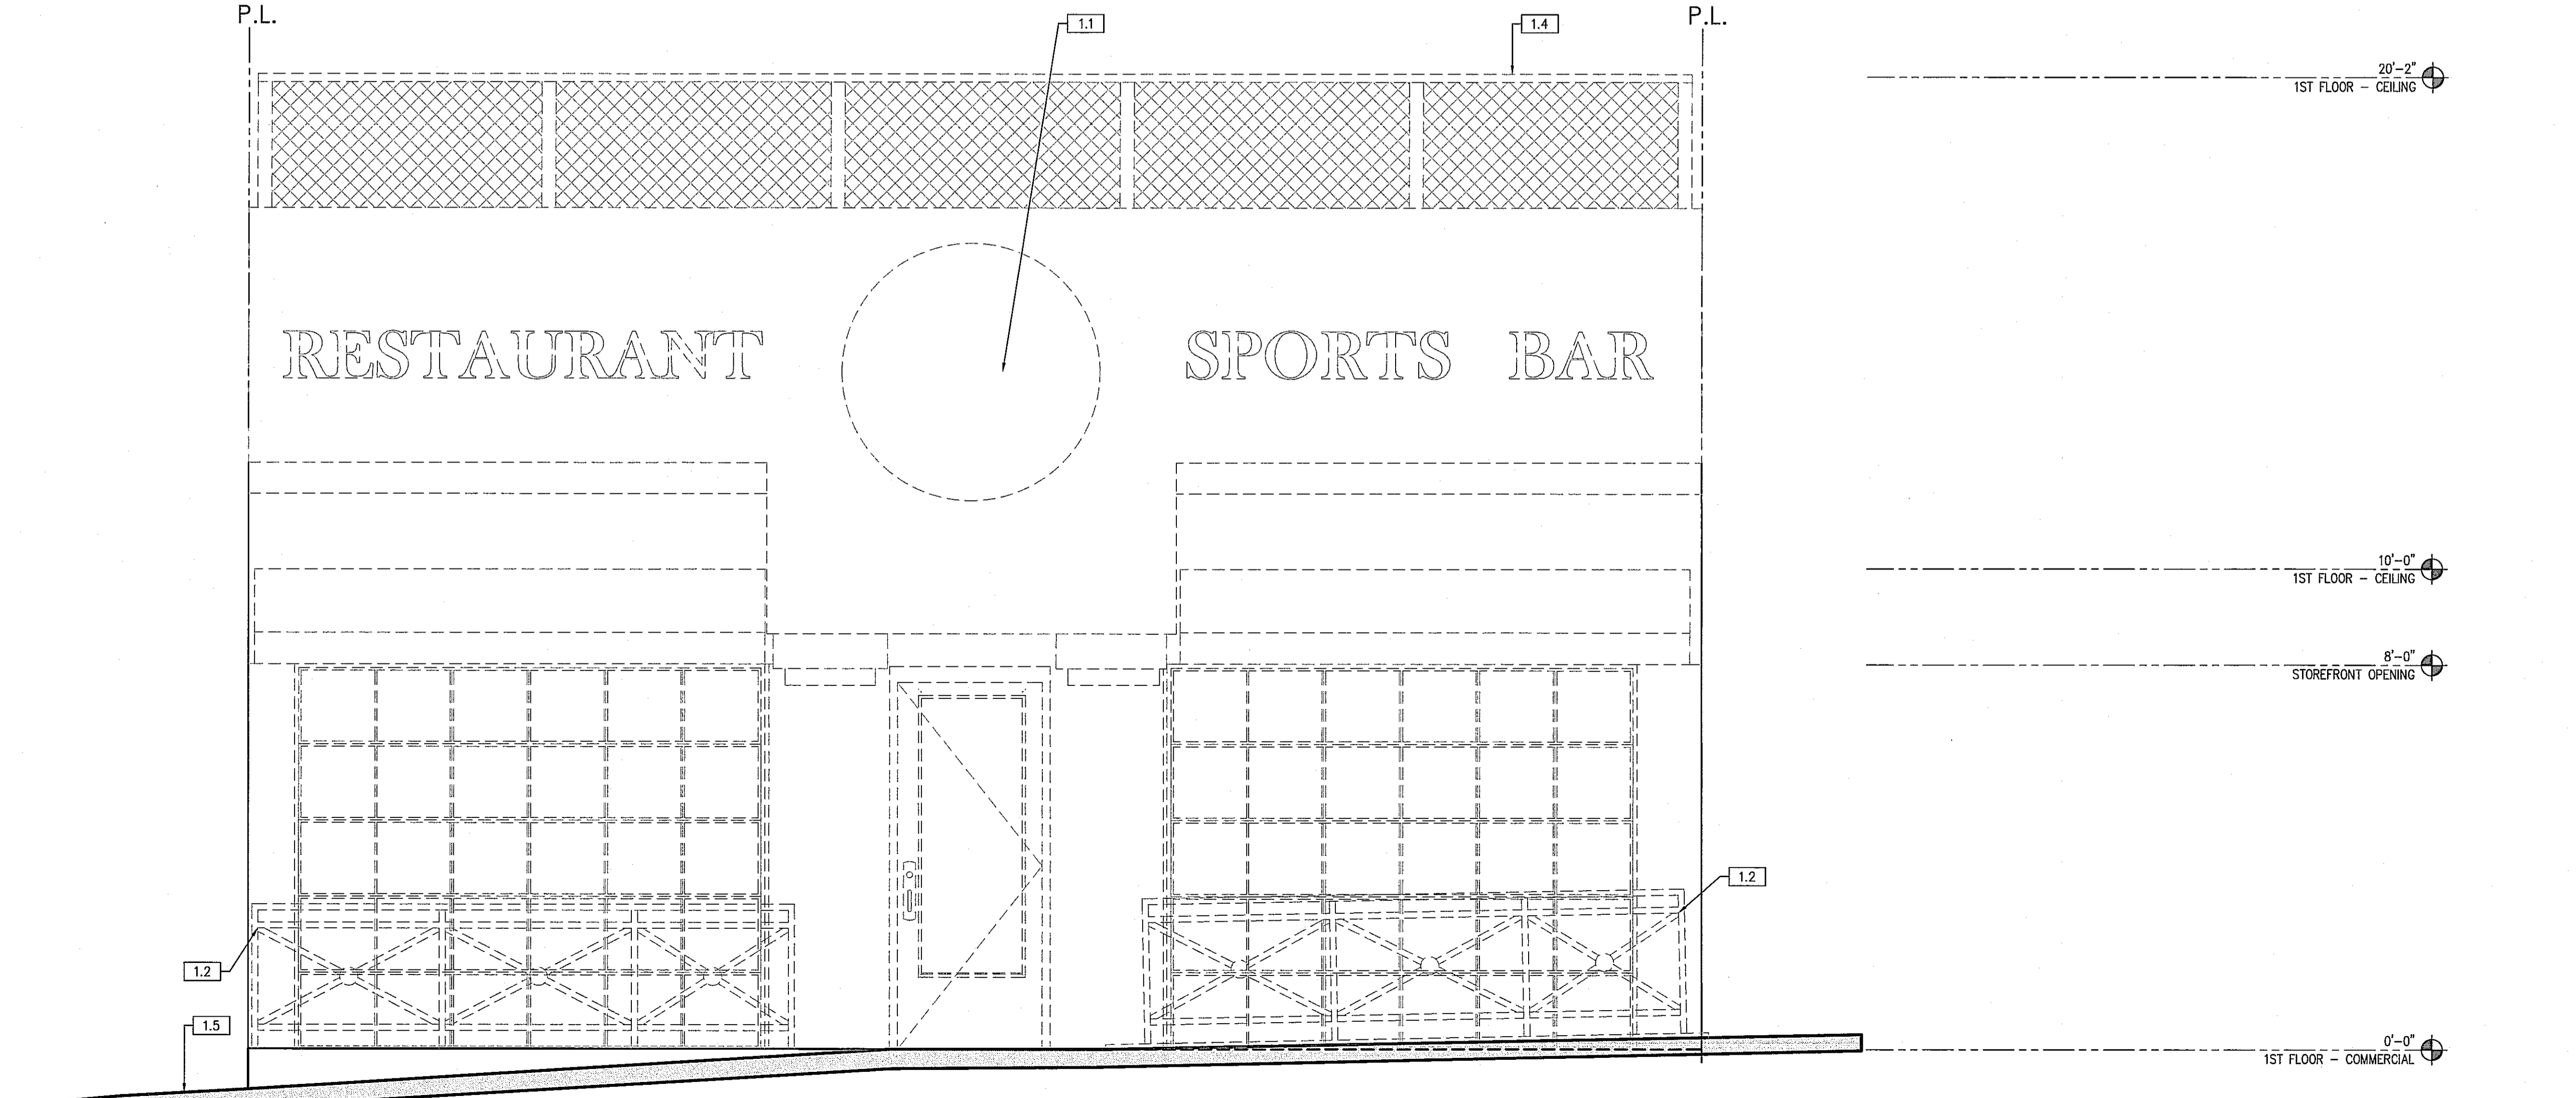 P.L.
1.1
1.4
P.L.
20'-2"
1ST FLOOR - CEILING
RESTAURANT
SPORTS BAR
10'-0"
1ST FLOOR - CEILING
8'-0"
STOREFRONT OPENING
1.2
1.2
1.5
0'-0"
1ST FLOOR - COMMERCIAL